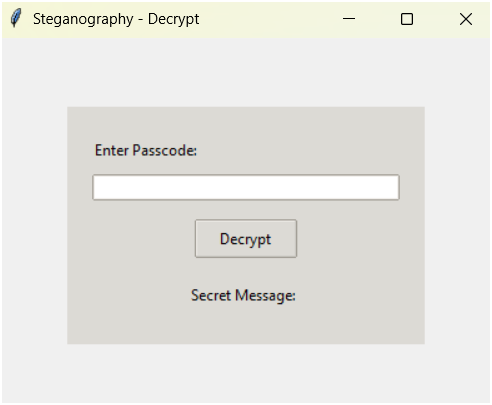 Steganography - Decrypt
Enter Passcode:
Decrypt
Secret Message: